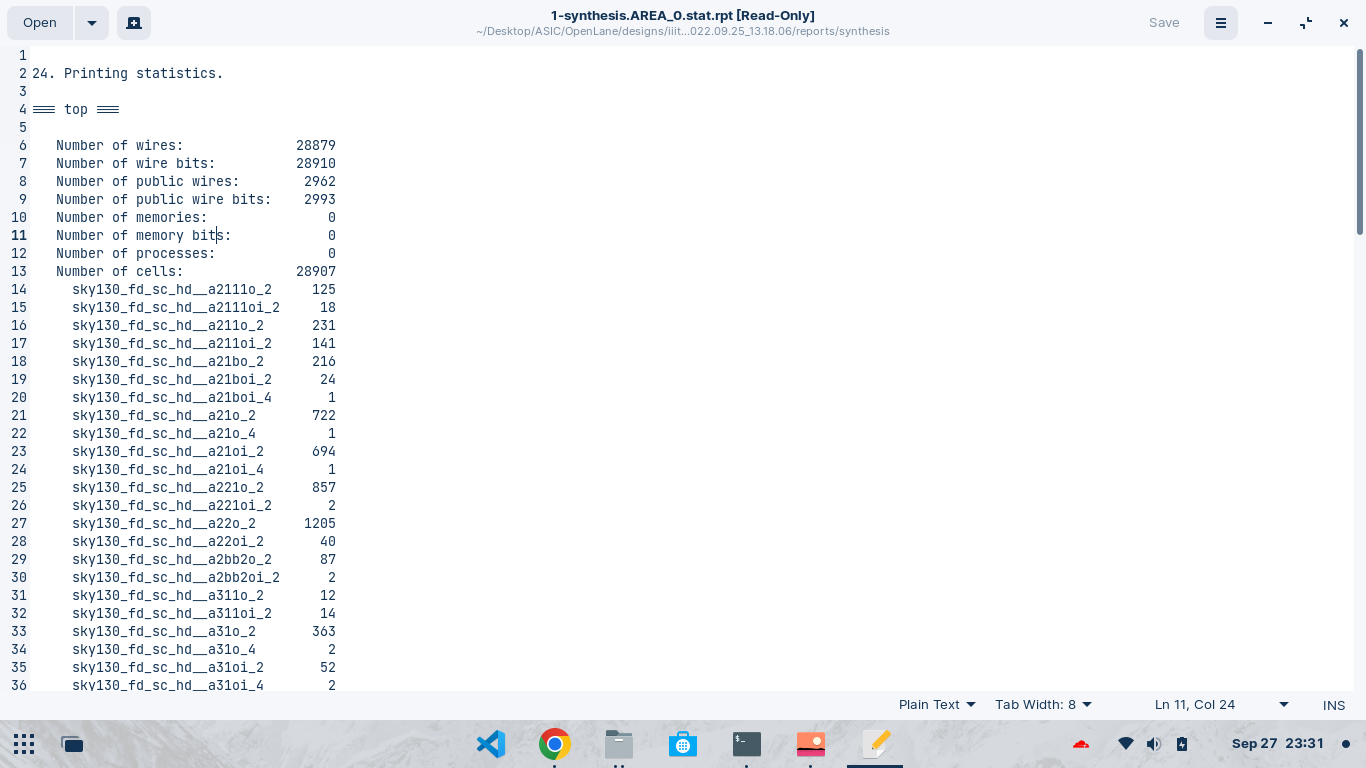 Open
1-synthesis.AREA_0.stat.rpt [Read-Only]
~/Desktop/ASIC/OpenLane/designs/iiit...022.09.25_13.18.06/reports/synthesis
Save
1
2 24. Printing statistics.
3
4 === top ===
5
6 Number of wires: 28879
7 Number of wire bits: 28910
8 Number of public wires: 2962
9 Number of public wire bits: 2993
10 Number of memories: 0
11 Number of memory bits: 0
12 Number of processes: 0
13 Number of cells: 28907
14 sky130_fd_sc_hd__a2111o_2 125
15 sky130_fd_sc_hd__a2111oi_2 18
16 sky130_fd_sc_hd__a211o_2 231
17 sky130_fd_sc_hd__a211oi_2 141
18 sky130_fd_sc_hd__a21bo_2 216
19 sky130_fd_sc_hd__a21boi_2 24
20 sky130_fd_sc_hd__a21boi_4 1
21 sky130_fd_sc_hd__a21o_2 722
22 sky130_fd_sc_hd__a21o_4 1
23 sky130_fd_sc_hd__a21oi_2 694
24 sky130_fd_sc_hd__a21oi_4 1
25 sky130_fd_sc_hd__a221o_2 857
26 sky130_fd_sc_hd__a221oi_2 2
27 sky130_fd_sc_hd__a22o_2 1205
28 sky130_fd_sc_hd__a22oi_2 40
29 sky130_fd_sc_hd__a2bb2o_2 87
30 sky130_fd_sc_hd__a2bb2oi_2 2
31 sky130_fd_sc_hd__a311o_2 12
32 sky130_fd_sc_hd__a311oi_2 14
33 sky130_fd_sc_hd__a31o_2 363
34 sky130_fd_sc_hd__a31o_4 2
35 sky130_fd_sc_hd__a31oi_2 52
36 sky130_fd_sc_hd__a31oi_4 2
Plain Text Tab Width: 8 Ln 11, Col 24 INS
Sep 27 23:31